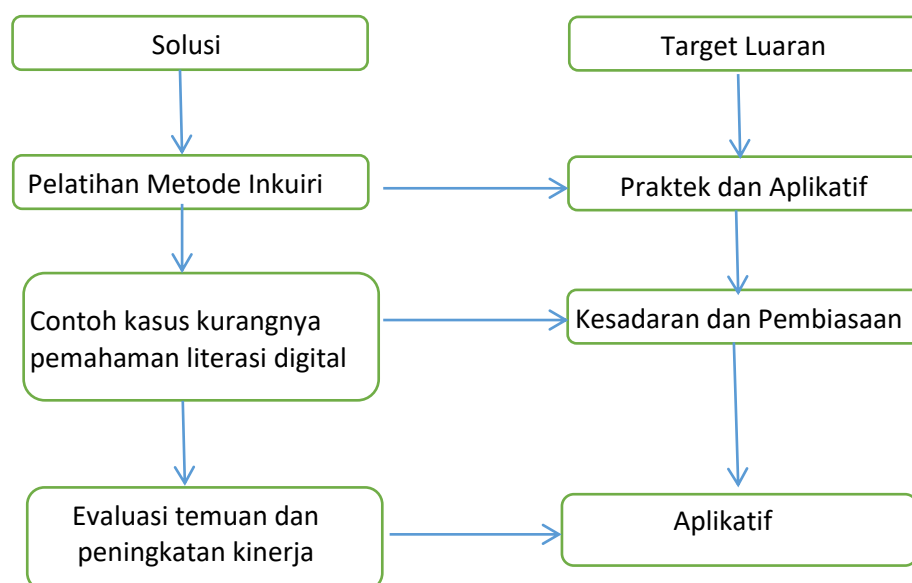 Solusi
Target Luaran
Pelatihan Metode Inkuiri
Praktek dan Aplikatif
Contoh kasus kurangnya
pemahaman literasi digital
Kesadaran dan Pembiasaan
Evaluasi temuan dan
peningkatan kinerja
Aplikatif